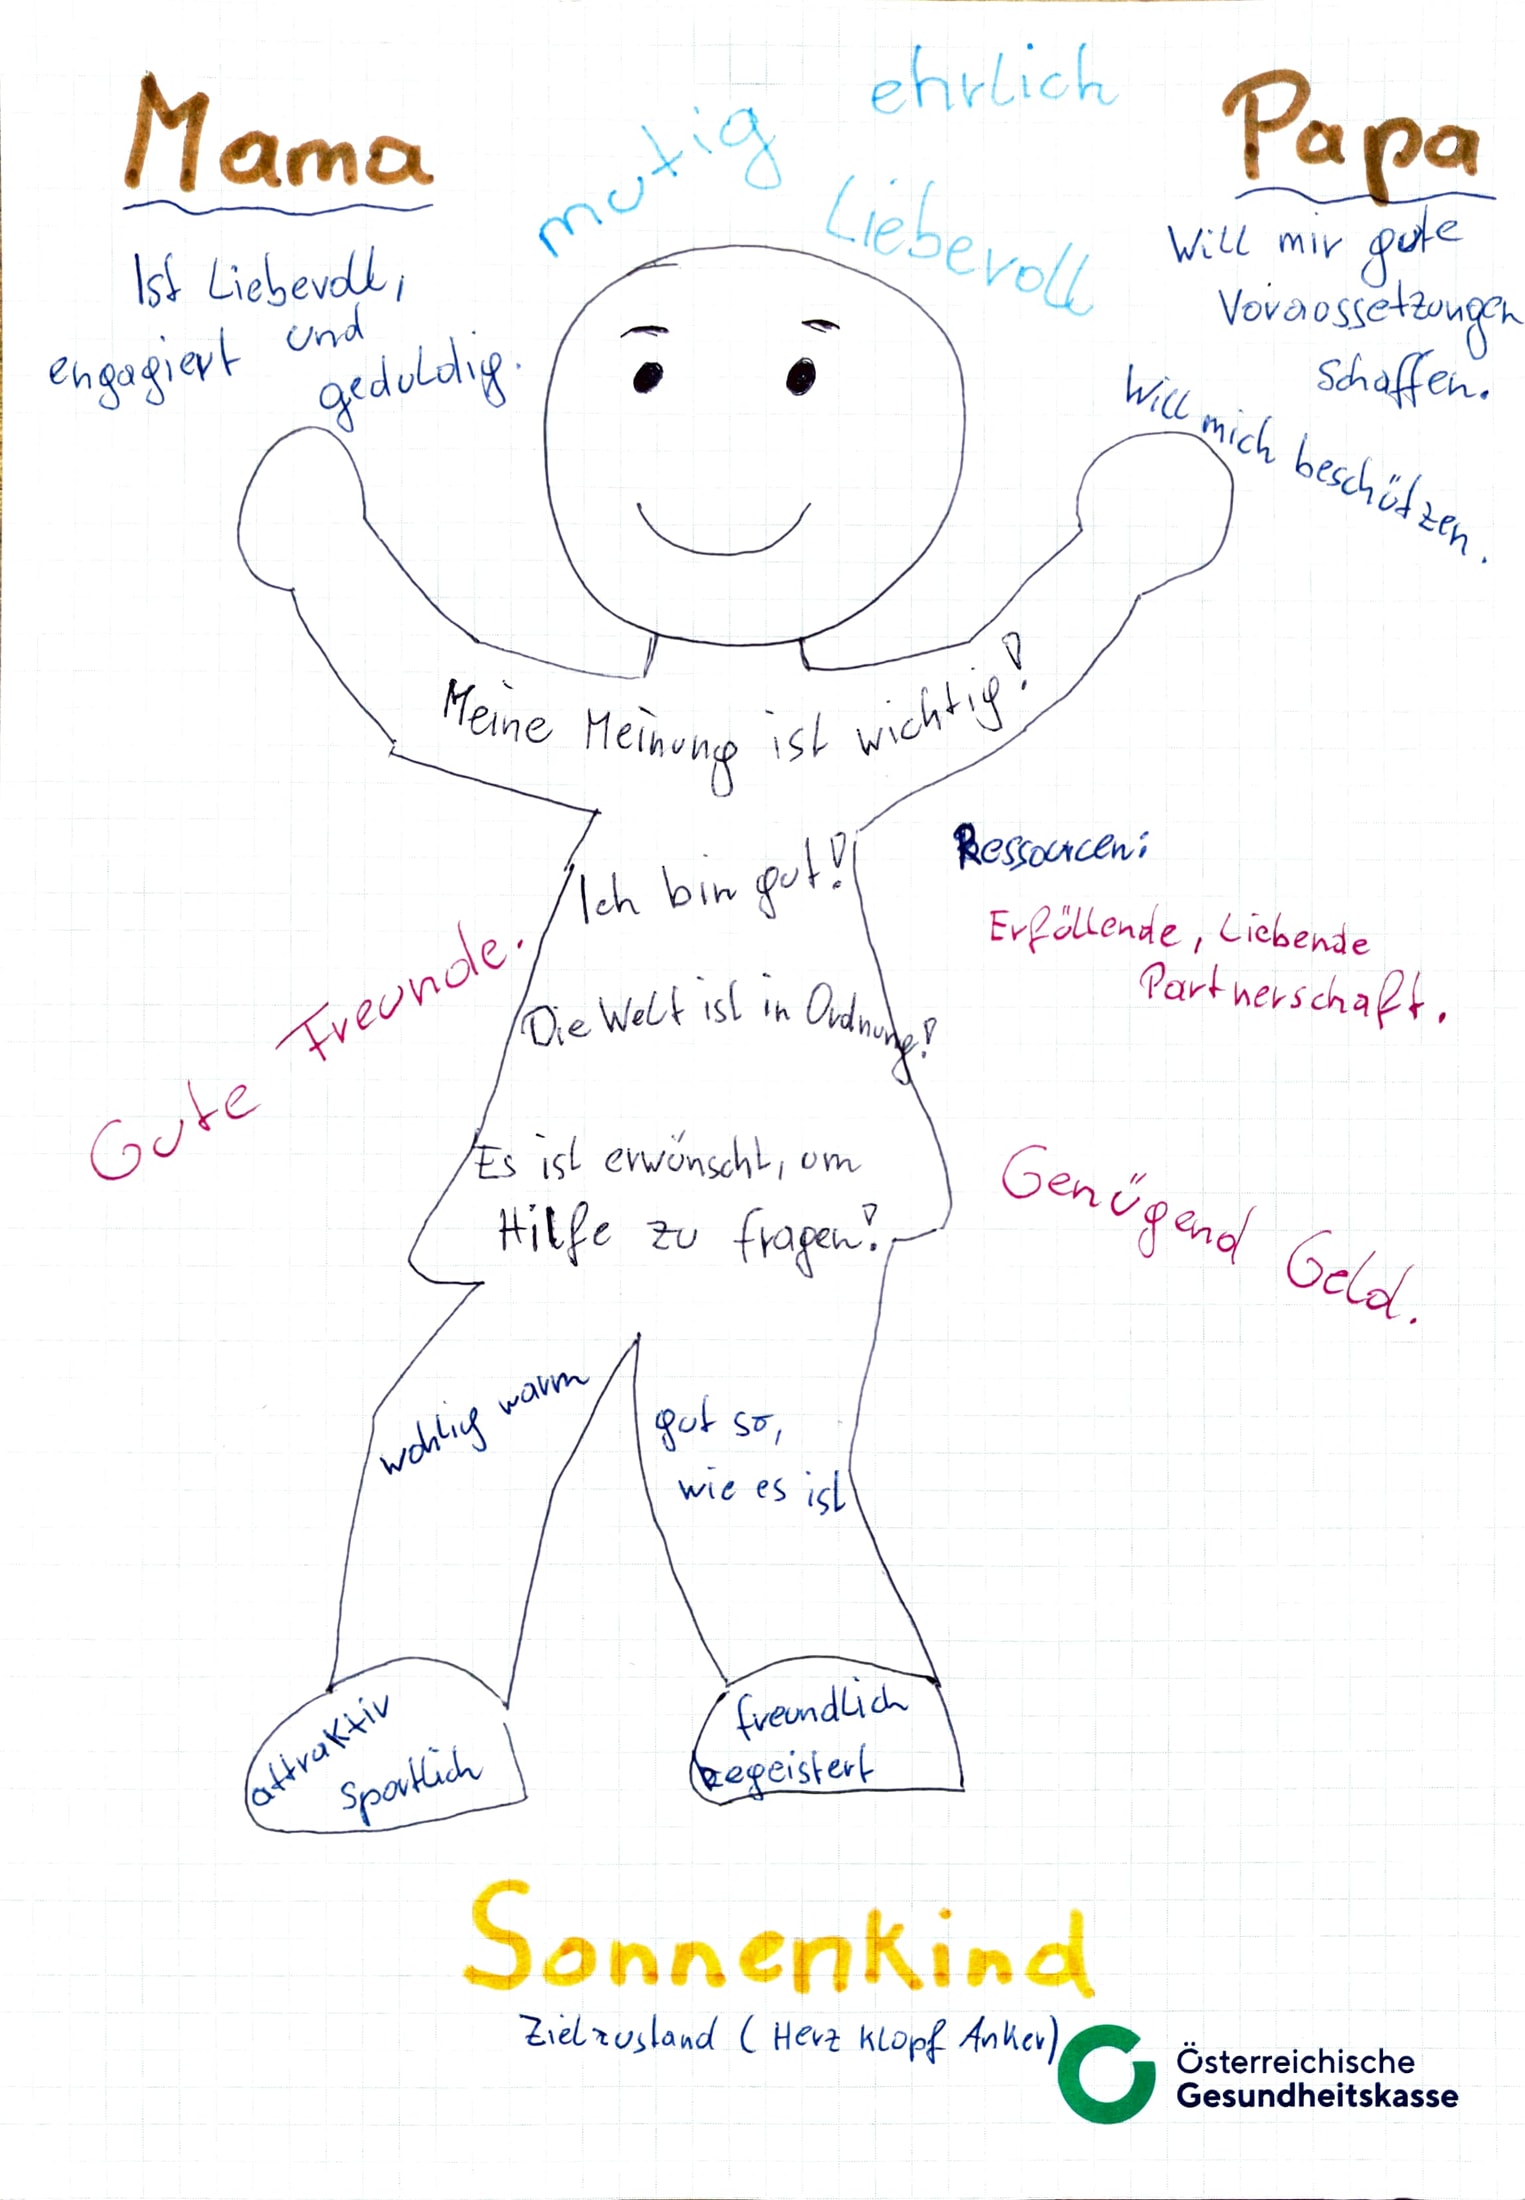 Mama
Ist Liebevoll,
engagiert und
geduldig.
mutig
ehrlich
Liebevoll
Papa
Will mir gute
Voraussetzungen
schaffen.
Will mich beschützen.
Meine Meinung ist wichtig!
Ich bin gut!
Die Welt ist in Ordnung!
Es ist erwünscht, um
Hilfe zu fragen!
Gute Freunde.
Ressourcen:
Erfüllende, Liebende
Partnerschaft.
Genügend Geld.
wohlig warm
gut so,
wie es ist
attraktiv
sportlich
freundlich
begeistert
Sonnenkind
Zielzustand (Herz klopf Anker)
Österreichische
Gesundheitskasse